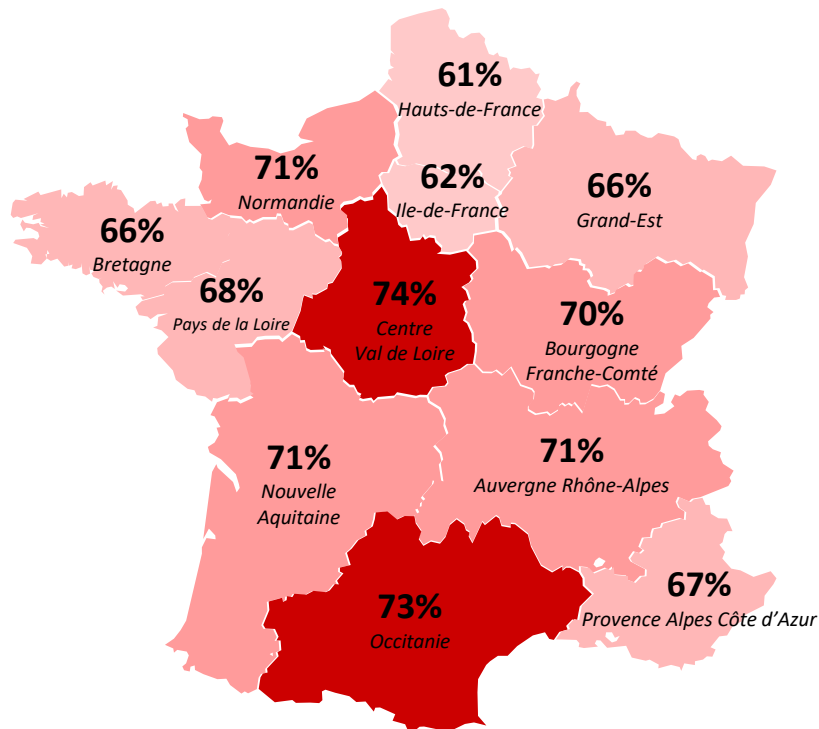 61%
Hauts-de-France
71%
Normandie
62%
Ile-de-France
66%
Grand-Est
66%
Bretagne
68%
Pays de la Loire
74%
Centre
Val de Loire
70%
Bourgogne
Franche-Comté
71%
Nouvelle
Aquitaine
71%
Auvergne Rhône-Alpes
67%
Provence Alpes Côte d’Azur
73%
Occitanie